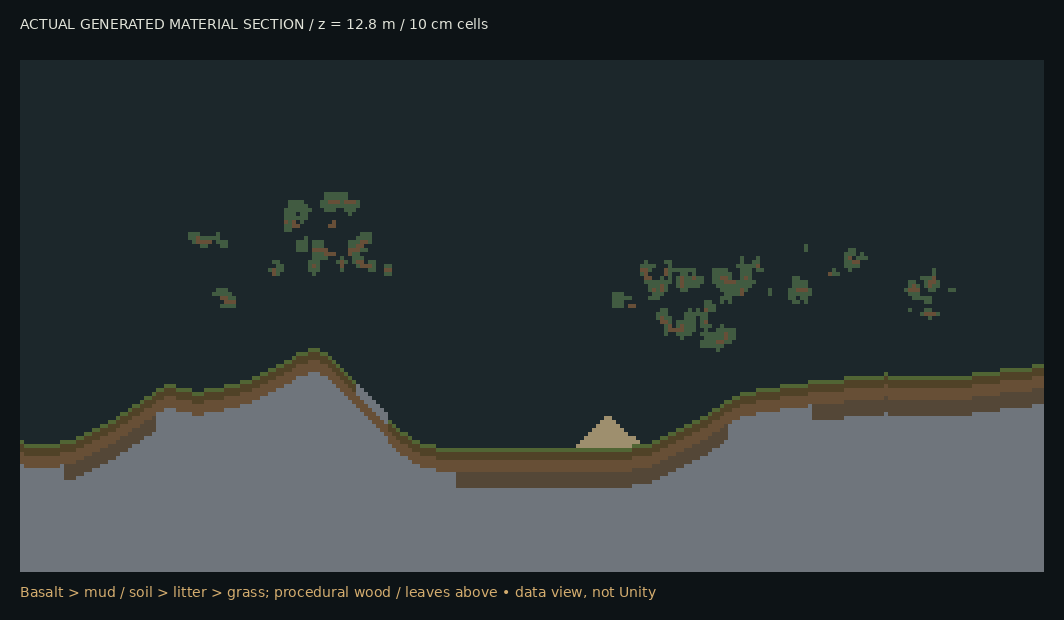 ACTUAL GENERATED MATERIAL SECTION / z = 12.8 m / 10 cm cells
Basalt > mud / soil > litter > grass; procedural wood / leaves above • data view, not Unity